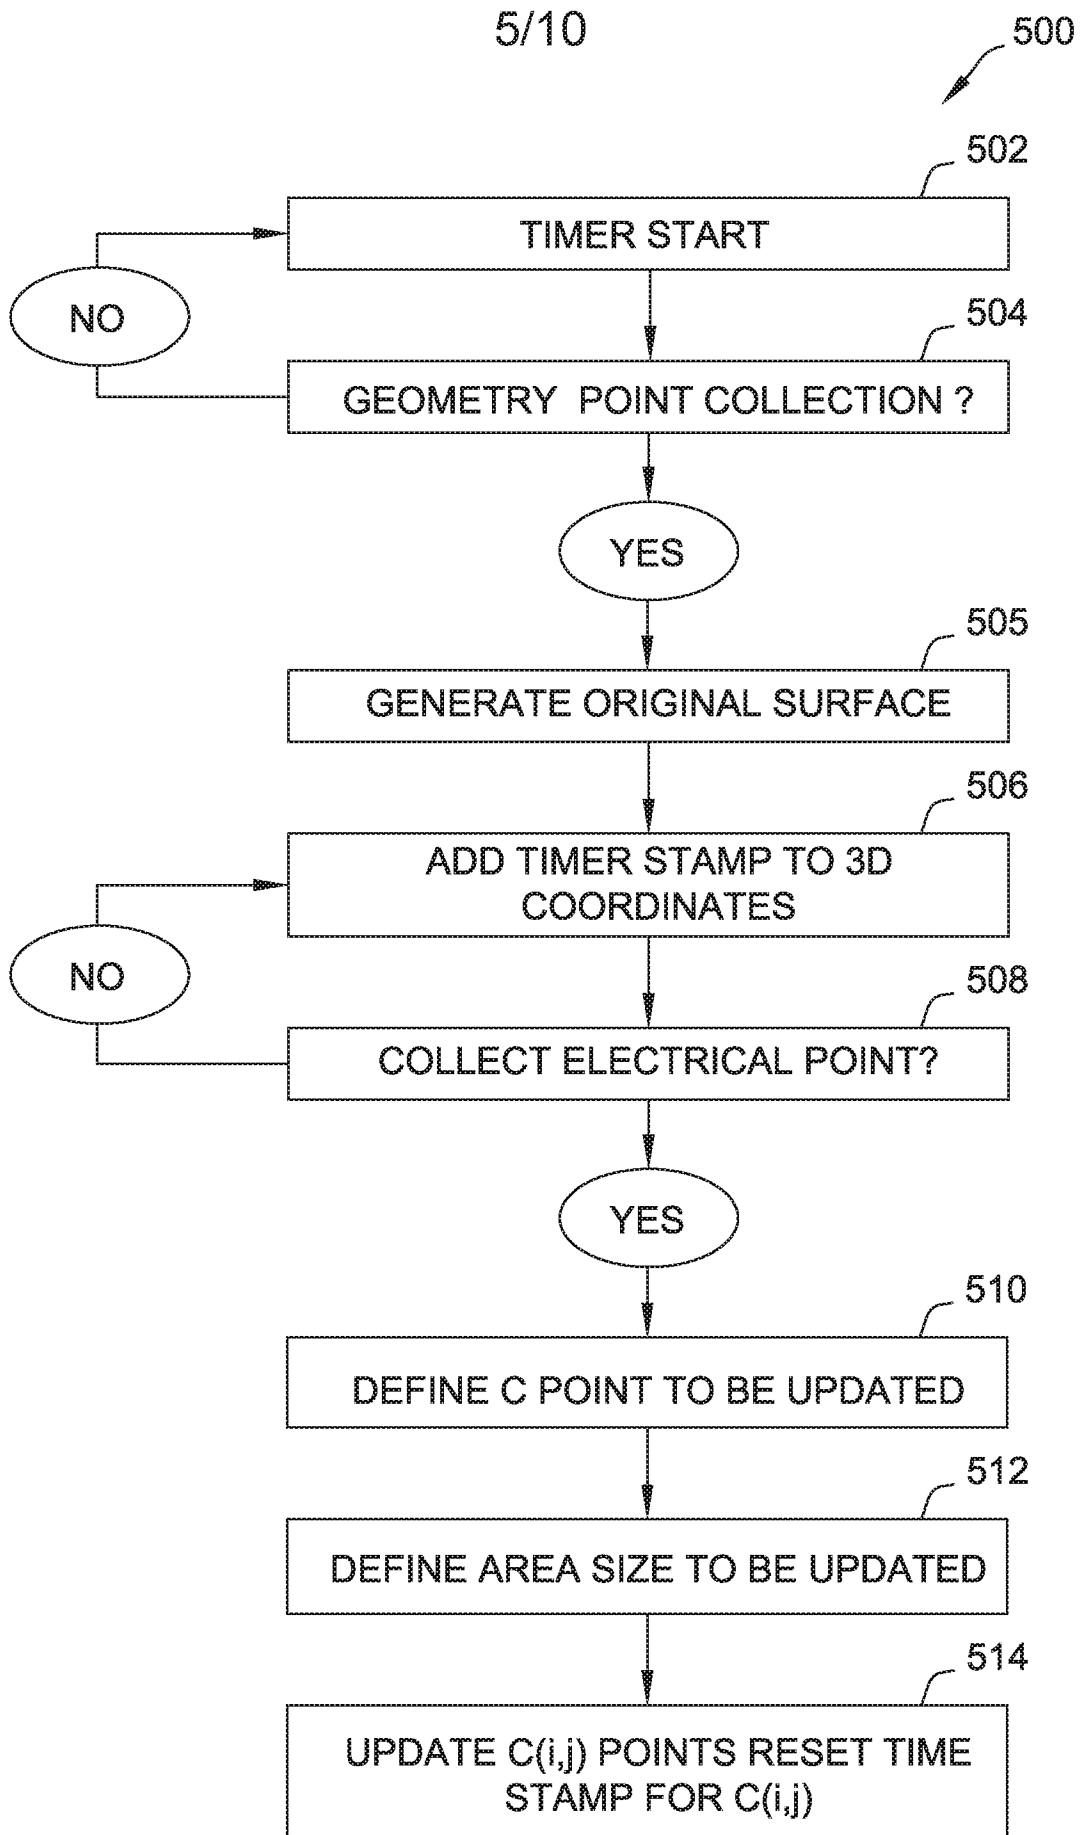 5/10
500
502
TIMER START
NO
504
GEOMETRY POINT COLLECTION ?
YES
505
GENERATE ORIGINAL SURFACE
506
ADD TIMER STAMP TO 3D
COORDINATES
NO
508
COLLECT ELECTRICAL POINT?
YES
510
DEFINE C POINT TO BE UPDATED
512
DEFINE AREA SIZE TO BE UPDATED
514
UPDATE C(i,j) POINTS RESET TIME
STAMP FOR C(i,j)